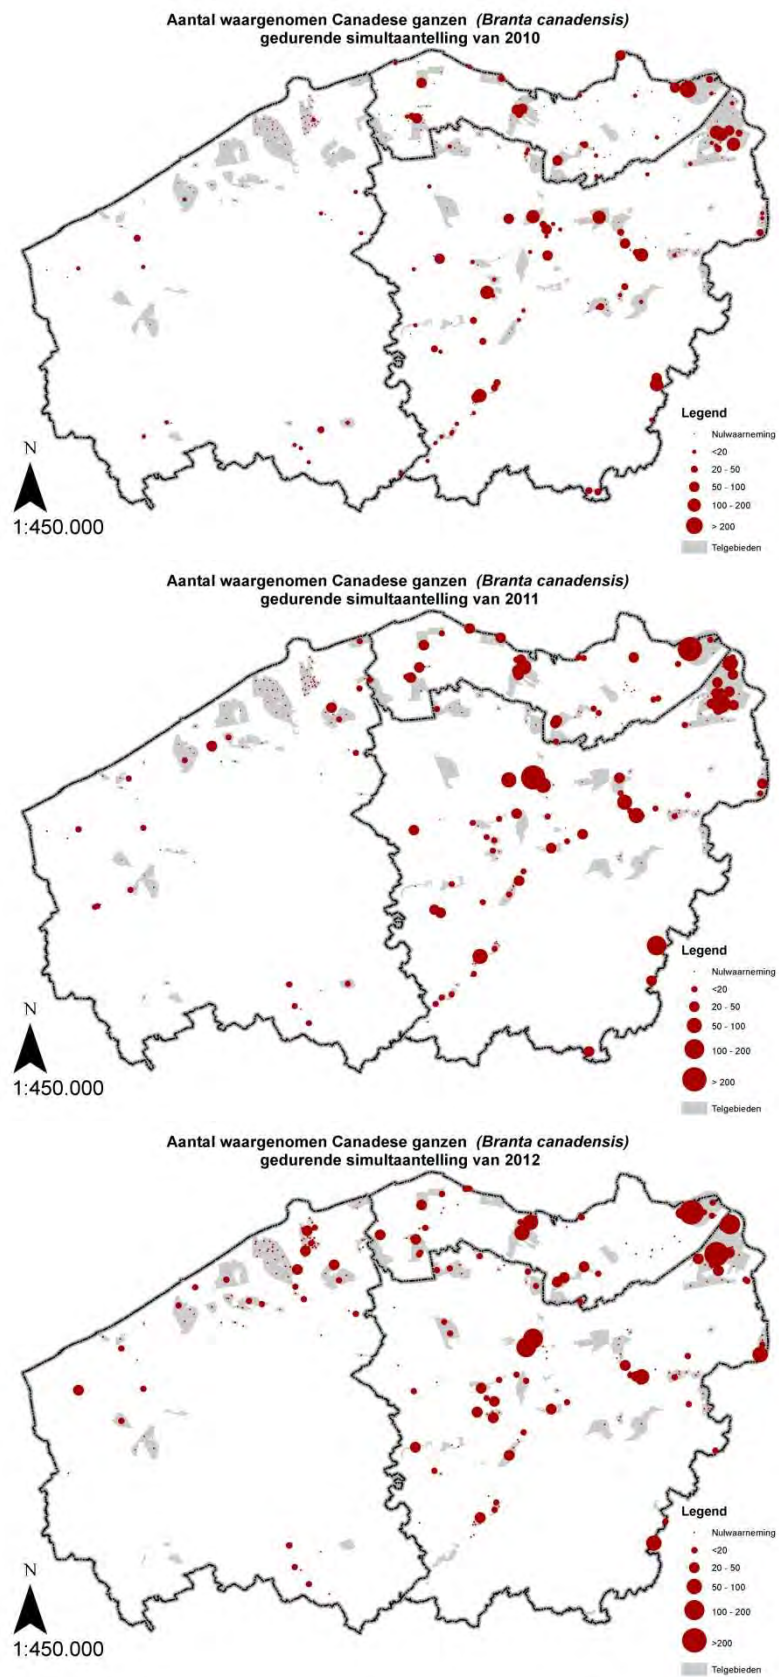 Aantal waargenomen Canadese ganzen (Branta canadensis)
gedurende simultaantelling van 2010
Legend
Nulwaarneming
<20
20 - 50
50 - 100
100 - 200
> 200
Telgebieden
N
1:450.000
Aantal waargenomen Canadese ganzen (Branta canadensis)
gedurende simultaantelling van 2011
Legend
Nulwaarneming
<20
20 - 50
50 - 100
100 - 200
> 200
Telgebieden
N
1:450.000
Aantal waargenomen Canadese ganzen (Branta canadensis)
gedurende simultaantelling van 2012
Legend
Nulwaarneming
<20
20 - 50
50 - 100
100 - 200
>200
Telgebieden
N
1:450.000